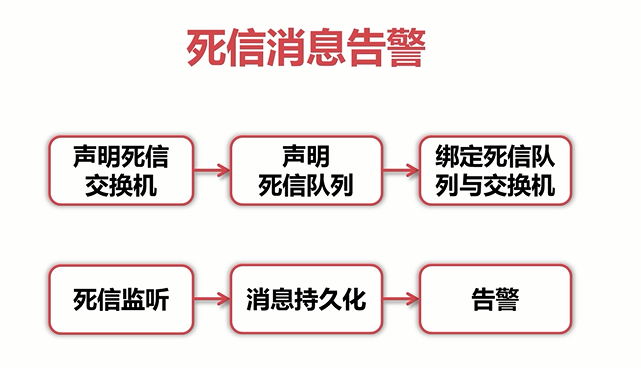 死信消息告警
声明死信
交换机
声明
死信队列
绑定死信队
列与交换机
死信监听
消息持久化
告警